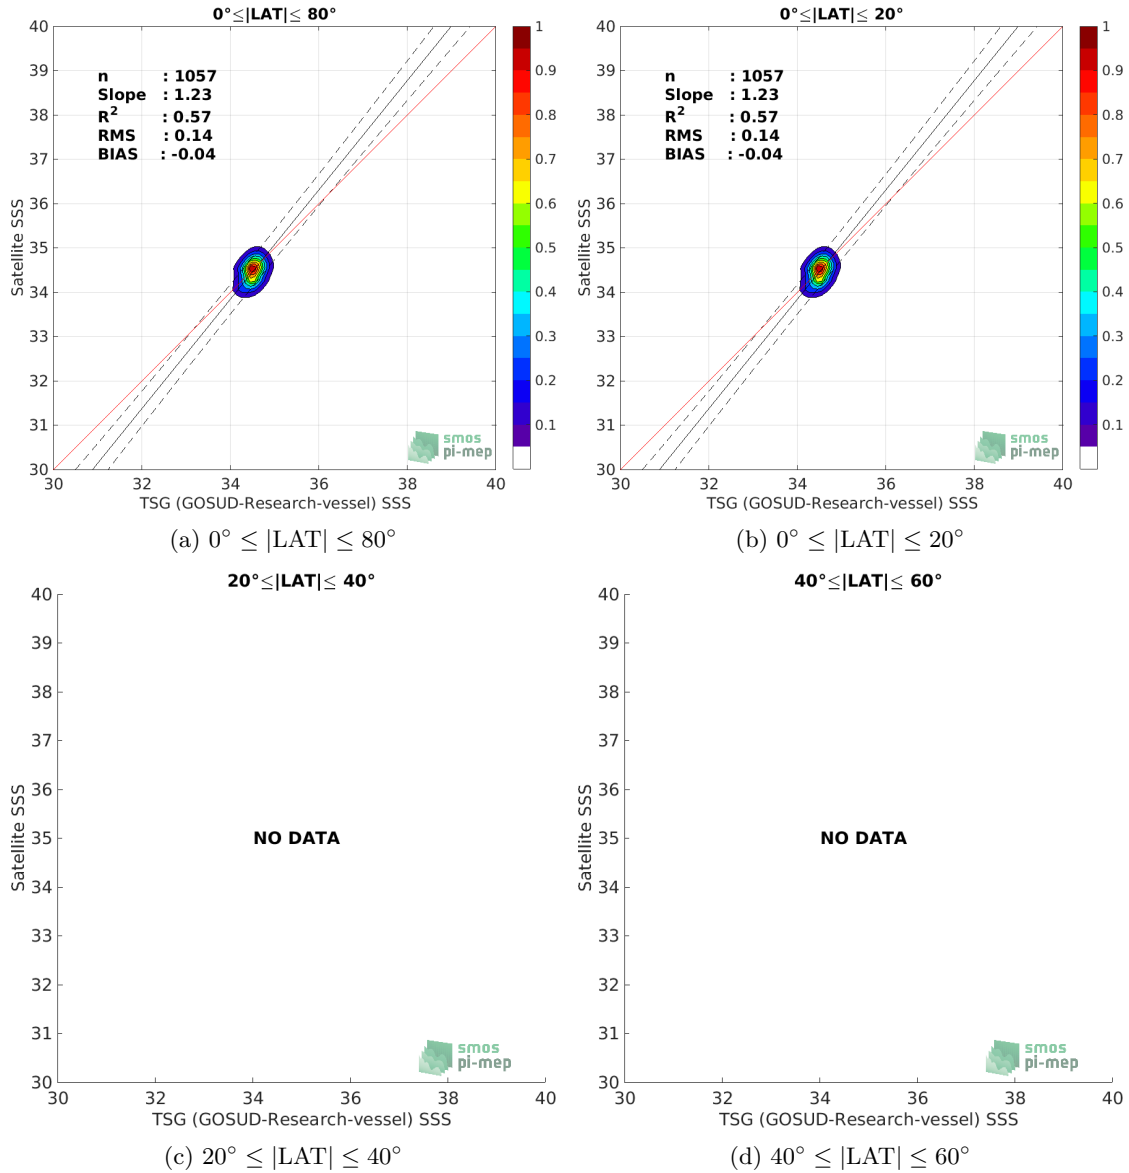 0°≤|LAT|≤ 80°
40
39
38
37
36
35
34
33
32
31
30
Satellite SSS
n : 1057
Slope : 1.23
R² : 0.57
RMS : 0.14
BIAS : -0.04
1
0.9
0.8
0.7
0.6
0.5
0.4
0.3
0.2
0.1
smos
pi-mep
30 32 34 36 38 40
TSG (GOSUD-Research-vessel) SSS
(a) 0° ≤ |LAT| ≤ 80°
0°≤|LAT|≤ 20°
40
39
38
37
36
35
34
33
32
31
30
Satellite SSS
n : 1057
Slope : 1.23
R² : 0.57
RMS : 0.14
BIAS : -0.04
1
0.9
0.8
0.7
0.6
0.5
0.4
0.3
0.2
0.1
smos
pi-mep
30 32 34 36 38 40
TSG (GOSUD-Research-vessel) SSS
(b) 0° ≤ |LAT| ≤ 20°
20°≤|LAT|≤ 40°
40
39
38
37
36
35
34
33
32
31
30
Satellite SSS
NO DATA
smos
pi-mep
30 32 34 36 38 40
TSG (GOSUD-Research-vessel) SSS
(c) 20° ≤ |LAT| ≤ 40°
40°≤|LAT|≤ 60°
40
39
38
37
36
35
34
33
32
31
30
Satellite SSS
NO DATA
smos
pi-mep
30 32 34 36 38 40
TSG (GOSUD-Research-vessel) SSS
(d) 40° ≤ |LAT| ≤ 60°